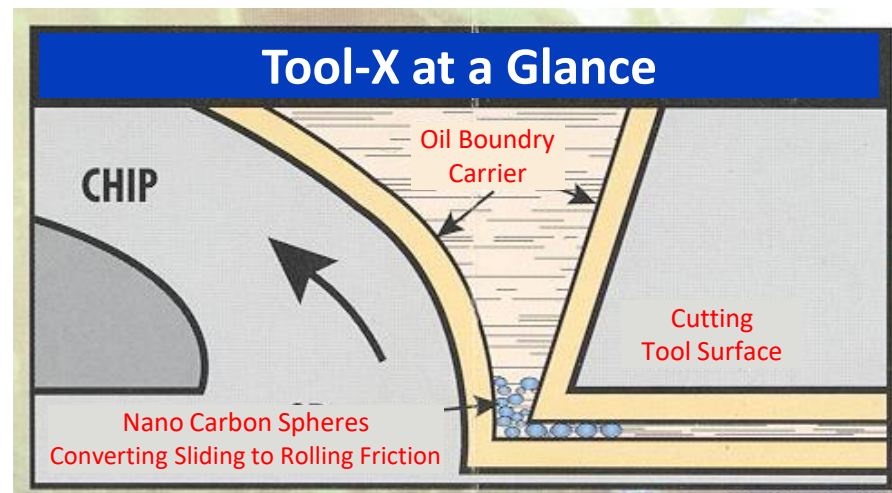 Tool-X at a Glance
CHIP
Oil Boundry
Carrier
Cutting
Tool Surface
Nano Carbon Spheres
Converting Sliding to Rolling Friction